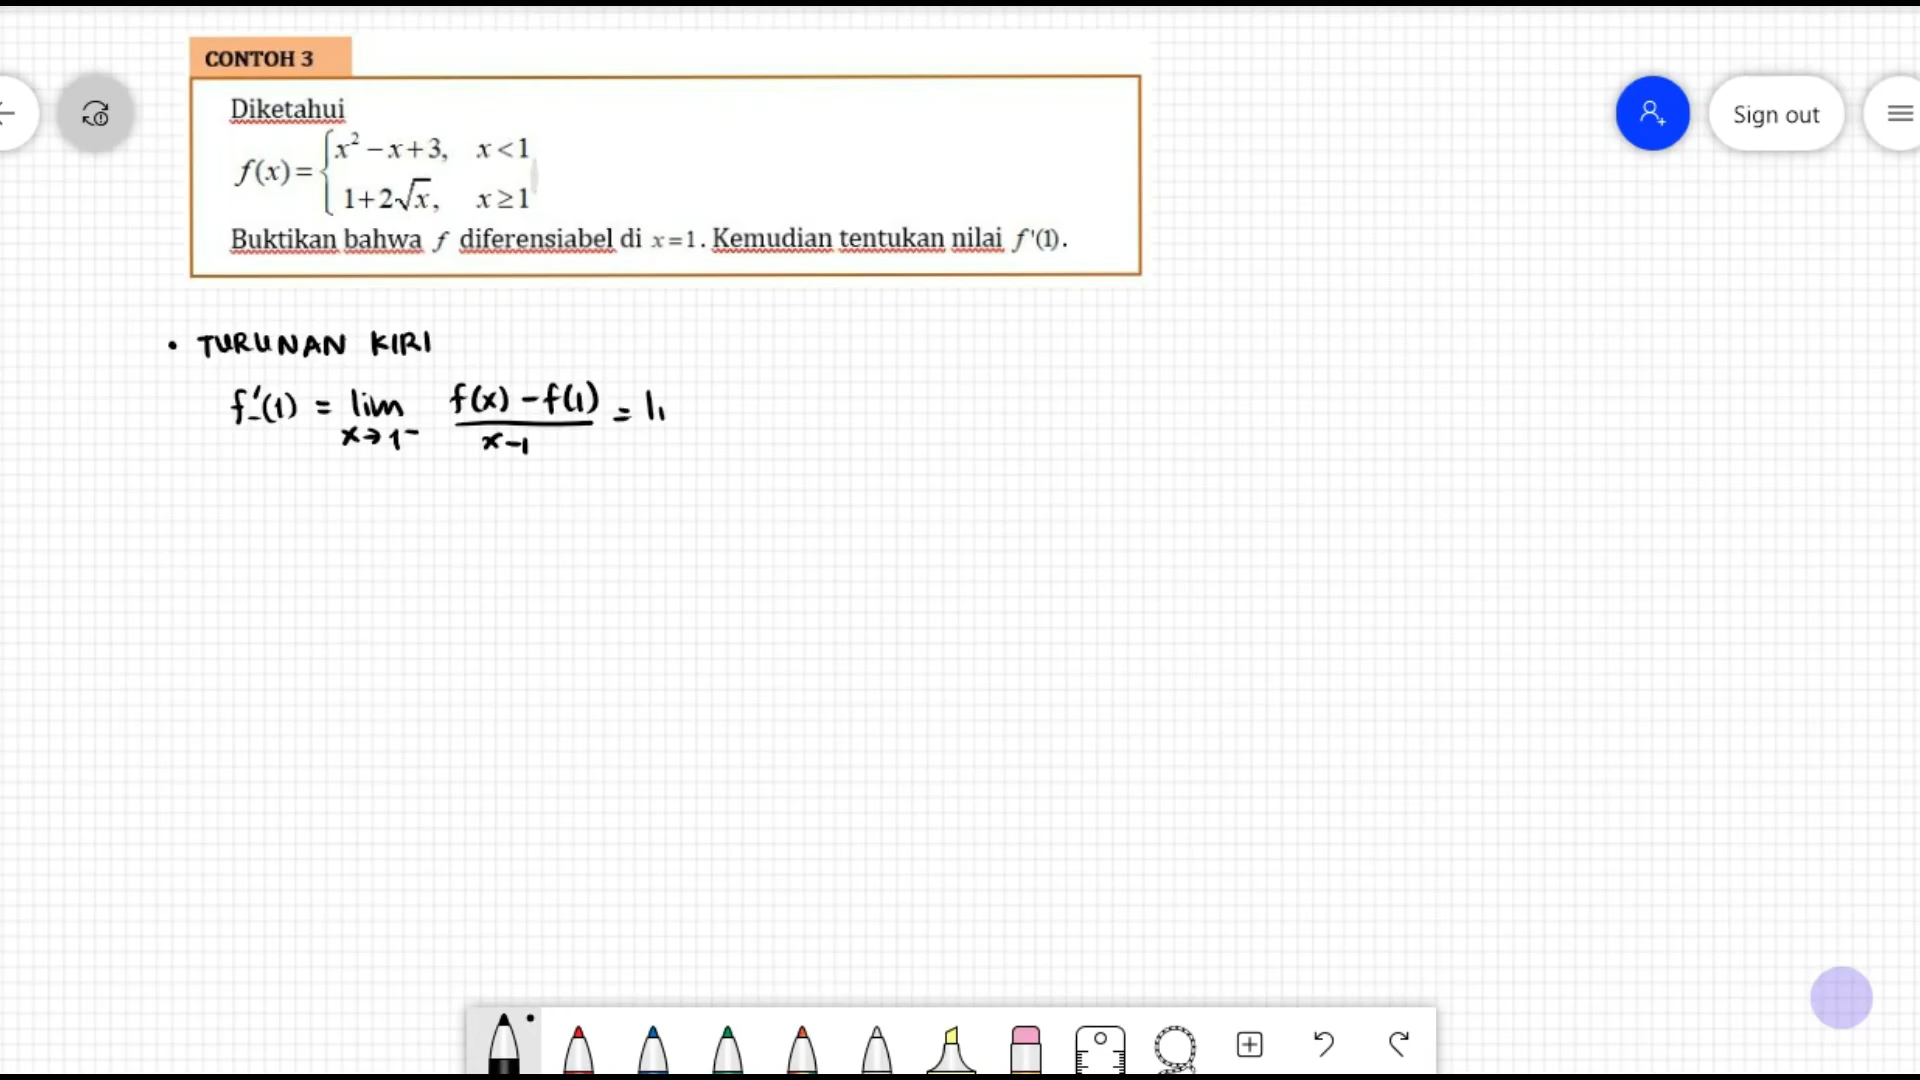 CONTOH 3
Diketahui
f(x) = { x² − x + 3, x < 1
1 + 2√x, x ≥ 1
Buktikan bahwa f diferensiabel di x = 1. Kemudian tentukan nilai f'(1).
Sign out
• TURUNAN KIRI
f₋'(1) = lim f(x) − f(1) = l
x→1⁻ x−1